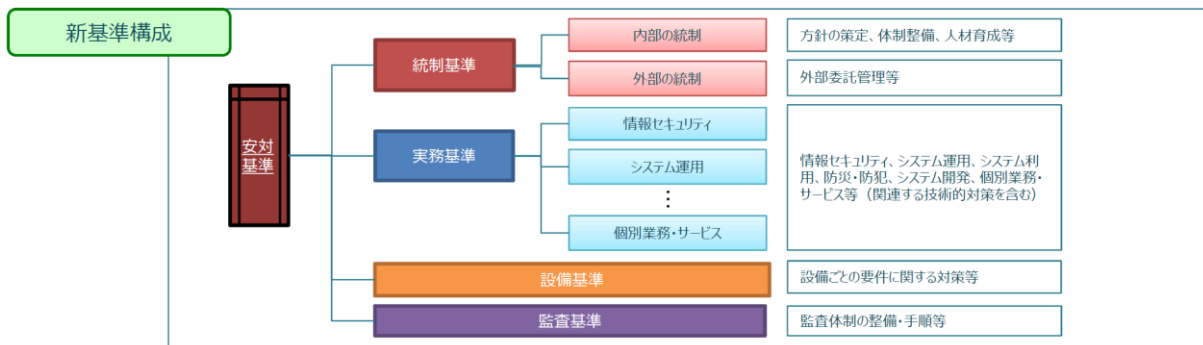 新基準構成
安対
基準
統制基準
内部の統制
方針の策定、体制整備、人材育成等
外部の統制
外部委託管理等
実務基準
情報セキュリティ
システム運用
⋮
個別業務・サービス
情報セキュリティ、システム運用、システム利
用、防災・防犯、システム開発、個別業務・
サービス等（関連する技術的対策を含む）
設備基準
設備ごとの要件に関する対策等
監査基準
監査体制の整備・手順等